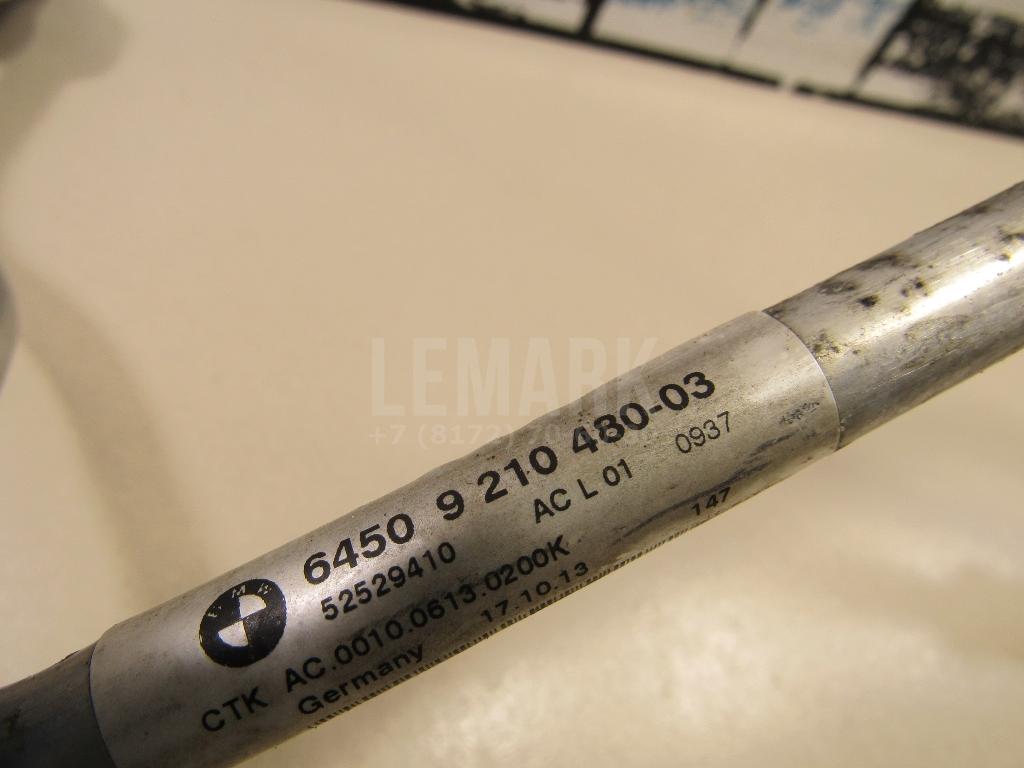 LEMARK
6450 9 210 480-03
52529410 AC L 01 0937
CTK AC.0010.0613.0200K
Germany 17.10.13 147
BMW